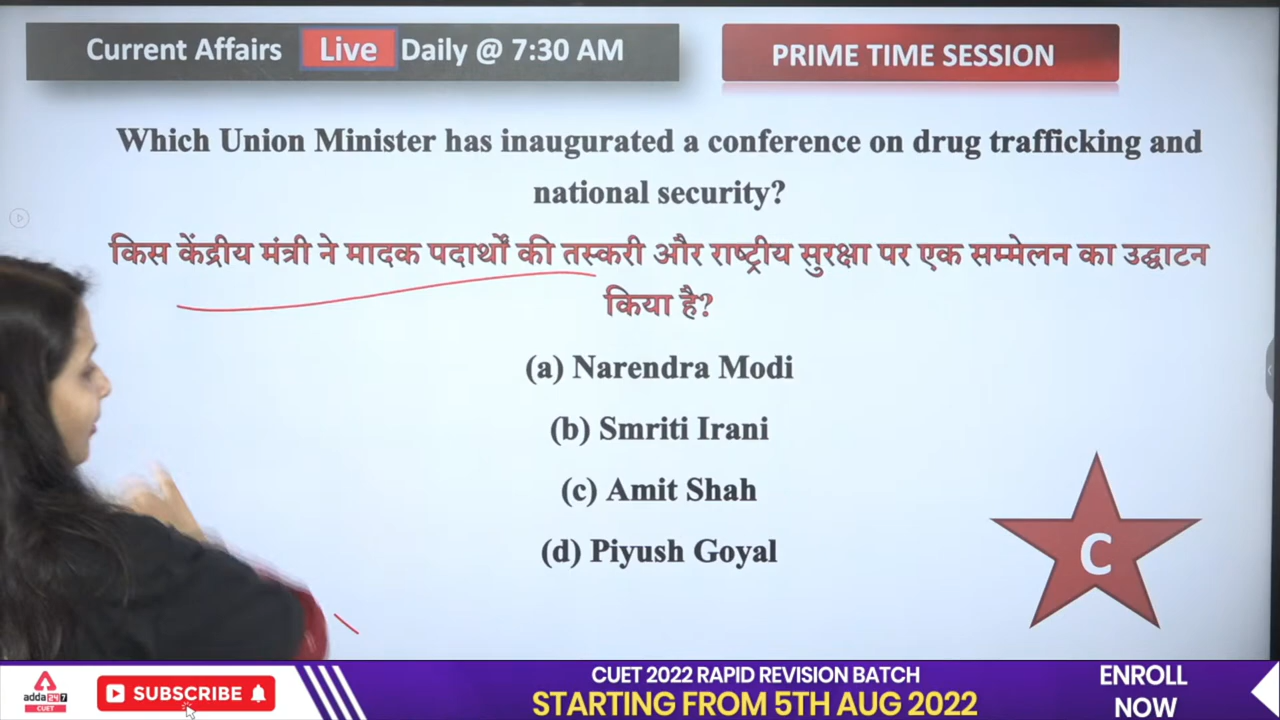 Current Affairs Live Daily @ 7:30 AM
PRIME TIME SESSION
Which Union Minister has inaugurated a conference on drug trafficking and
national security?
किस केंद्रीय मंत्री ने मादक पदार्थों की तस्करी और राष्ट्रीय सुरक्षा पर एक सम्मेलन का उद्घाटन
किया है?
(a) Narendra Modi
(b) Smriti Irani
(c) Amit Shah
(d) Piyush Goyal
C
adda247
CUET
SUBSCRIBE
CUET 2022 RAPID REVISION BATCH
STARTING FROM 5TH AUG 2022
ENROLL
NOW